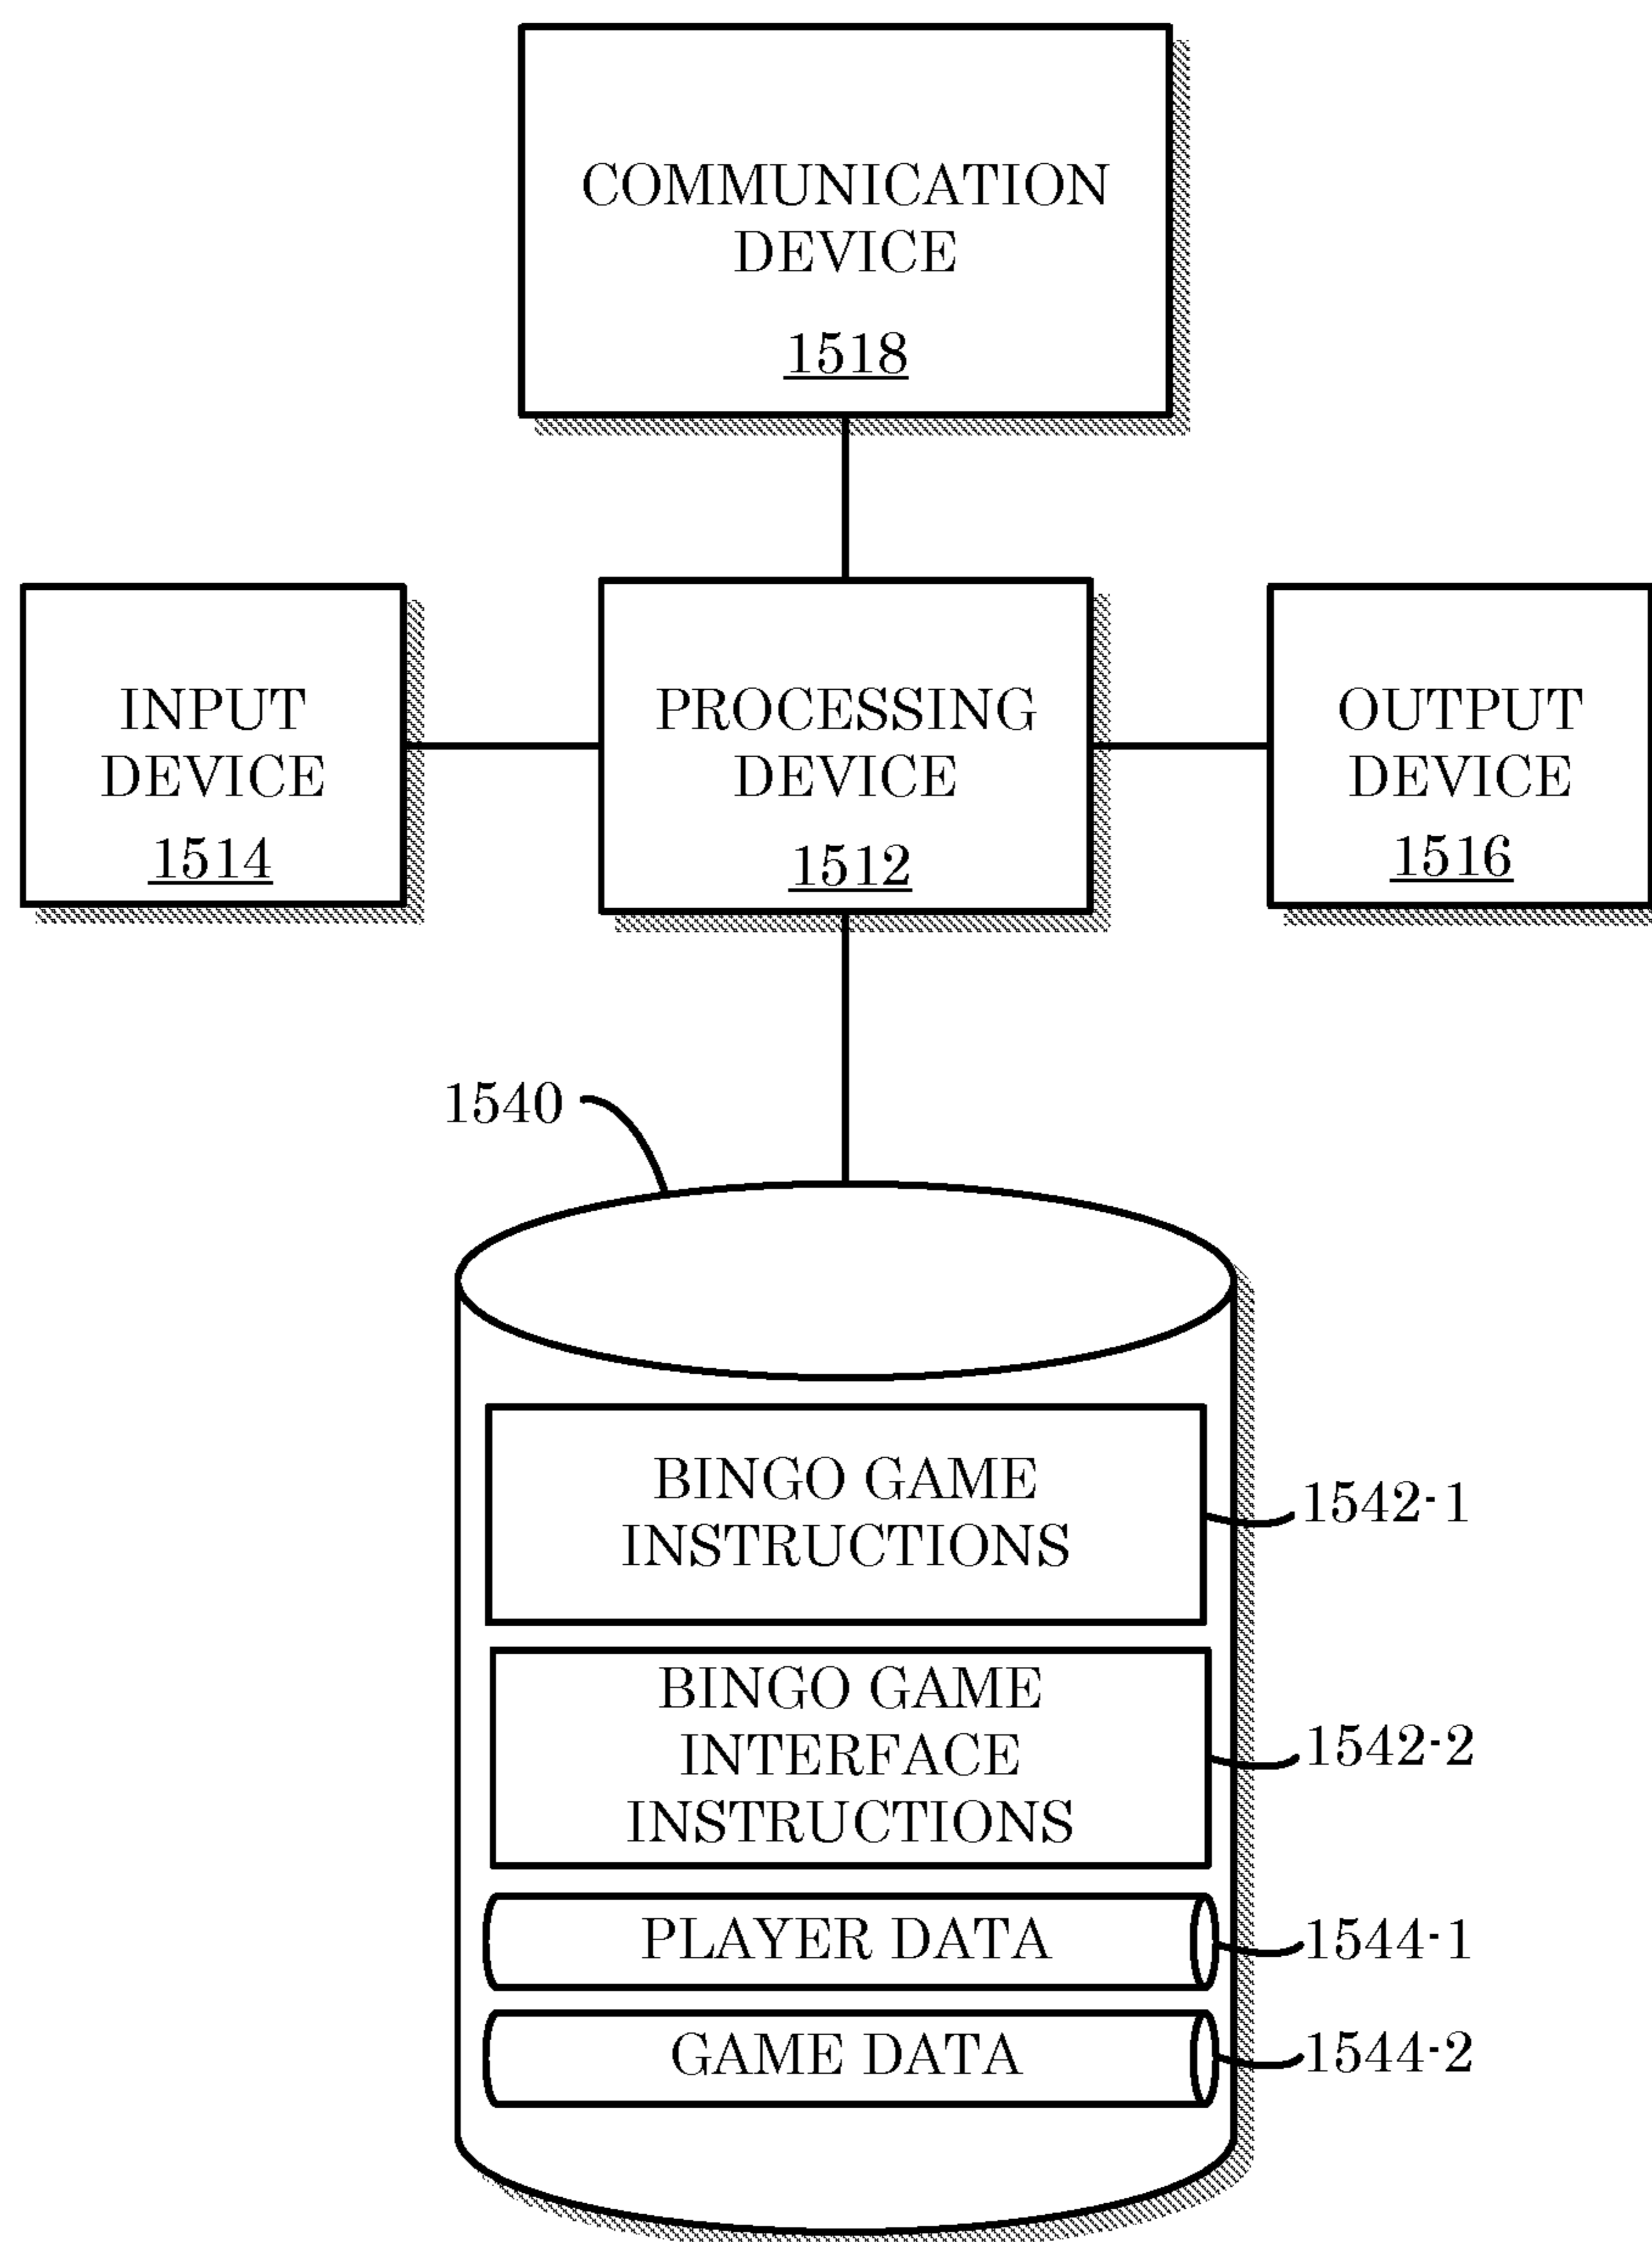 COMMUNICATION
DEVICE
1518
INPUT
DEVICE
1514
PROCESSING
DEVICE
1512
OUTPUT
DEVICE
1516
1540
BINGO GAME
INSTRUCTIONS
1542-1
BINGO GAME
INTERFACE
INSTRUCTIONS
1542-2
PLAYER DATA
1544-1
GAME DATA
1544-2